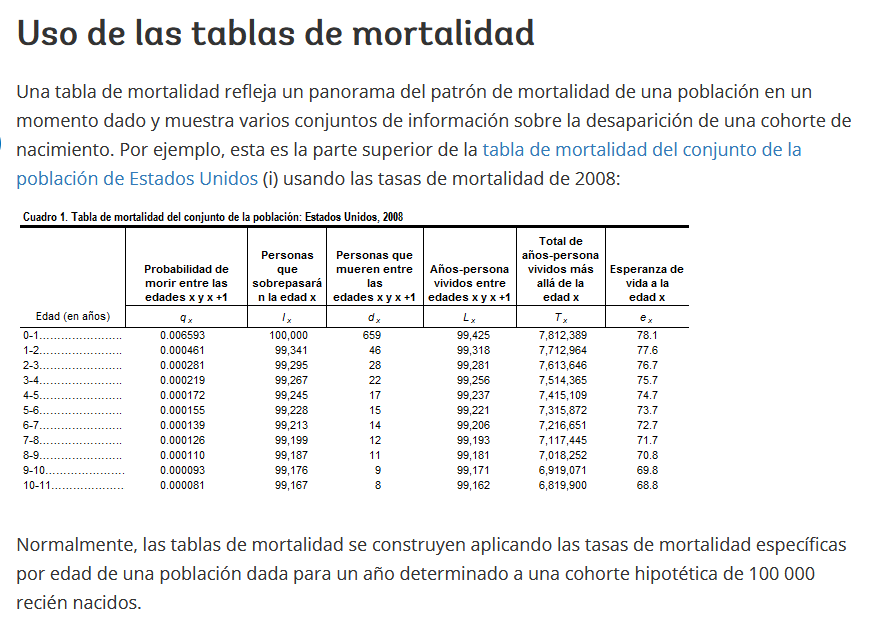 Uso de las tablas de mortalidad
Una tabla de mortalidad refleja un panorama del patrón de mortalidad de una población en un
momento dado y muestra varios conjuntos de información sobre la desaparición de una cohorte de
nacimiento. Por ejemplo, esta es la parte superior de la tabla de mortalidad del conjunto de la
población de Estados Unidos (i) usando las tasas de mortalidad de 2008:
Cuadro 1. Tabla de mortalidad del conjunto de la población: Estados Unidos, 2008
Total de
Personas Personas que años-persona
Probabilidad de que mueren entre Años-persona vividos más Esperanza de
morir entre las sobrepasará las vividos entre allá de la vida a la
edades x y x +1 n la edad x edades x y x +1 edades x y x +1 edad x edad x
Edad (en años) q x l x d x L x T x e x
0-1....................... 0.006593 100,000 659 99,425 7,812,389 78.1
1-2....................... 0.000461 99,341 46 99,318 7,712,964 77.6
2-3....................... 0.000281 99,295 28 99,281 7,613,646 76.7
3-4....................... 0.000219 99,267 22 99,256 7,514,365 75.7
4-5....................... 0.000172 99,245 17 99,237 7,415,109 74.7
5-6....................... 0.000155 99,228 15 99,221 7,315,872 73.7
6-7....................... 0.000139 99,213 14 99,206 7,216,651 72.7
7-8....................... 0.000126 99,199 12 99,193 7,117,445 71.7
8-9....................... 0.000110 99,187 11 99,181 7,018,252 70.8
9-10...................... 0.000093 99,176 9 99,171 6,919,071 69.8
10-11.................... 0.000081 99,167 8 99,162 6,819,900 68.8
Normalmente, las tablas de mortalidad se construyen aplicando las tasas de mortalidad específicas
por edad de una población dada para un año determinado a una cohorte hipotética de 100 000
recién nacidos.